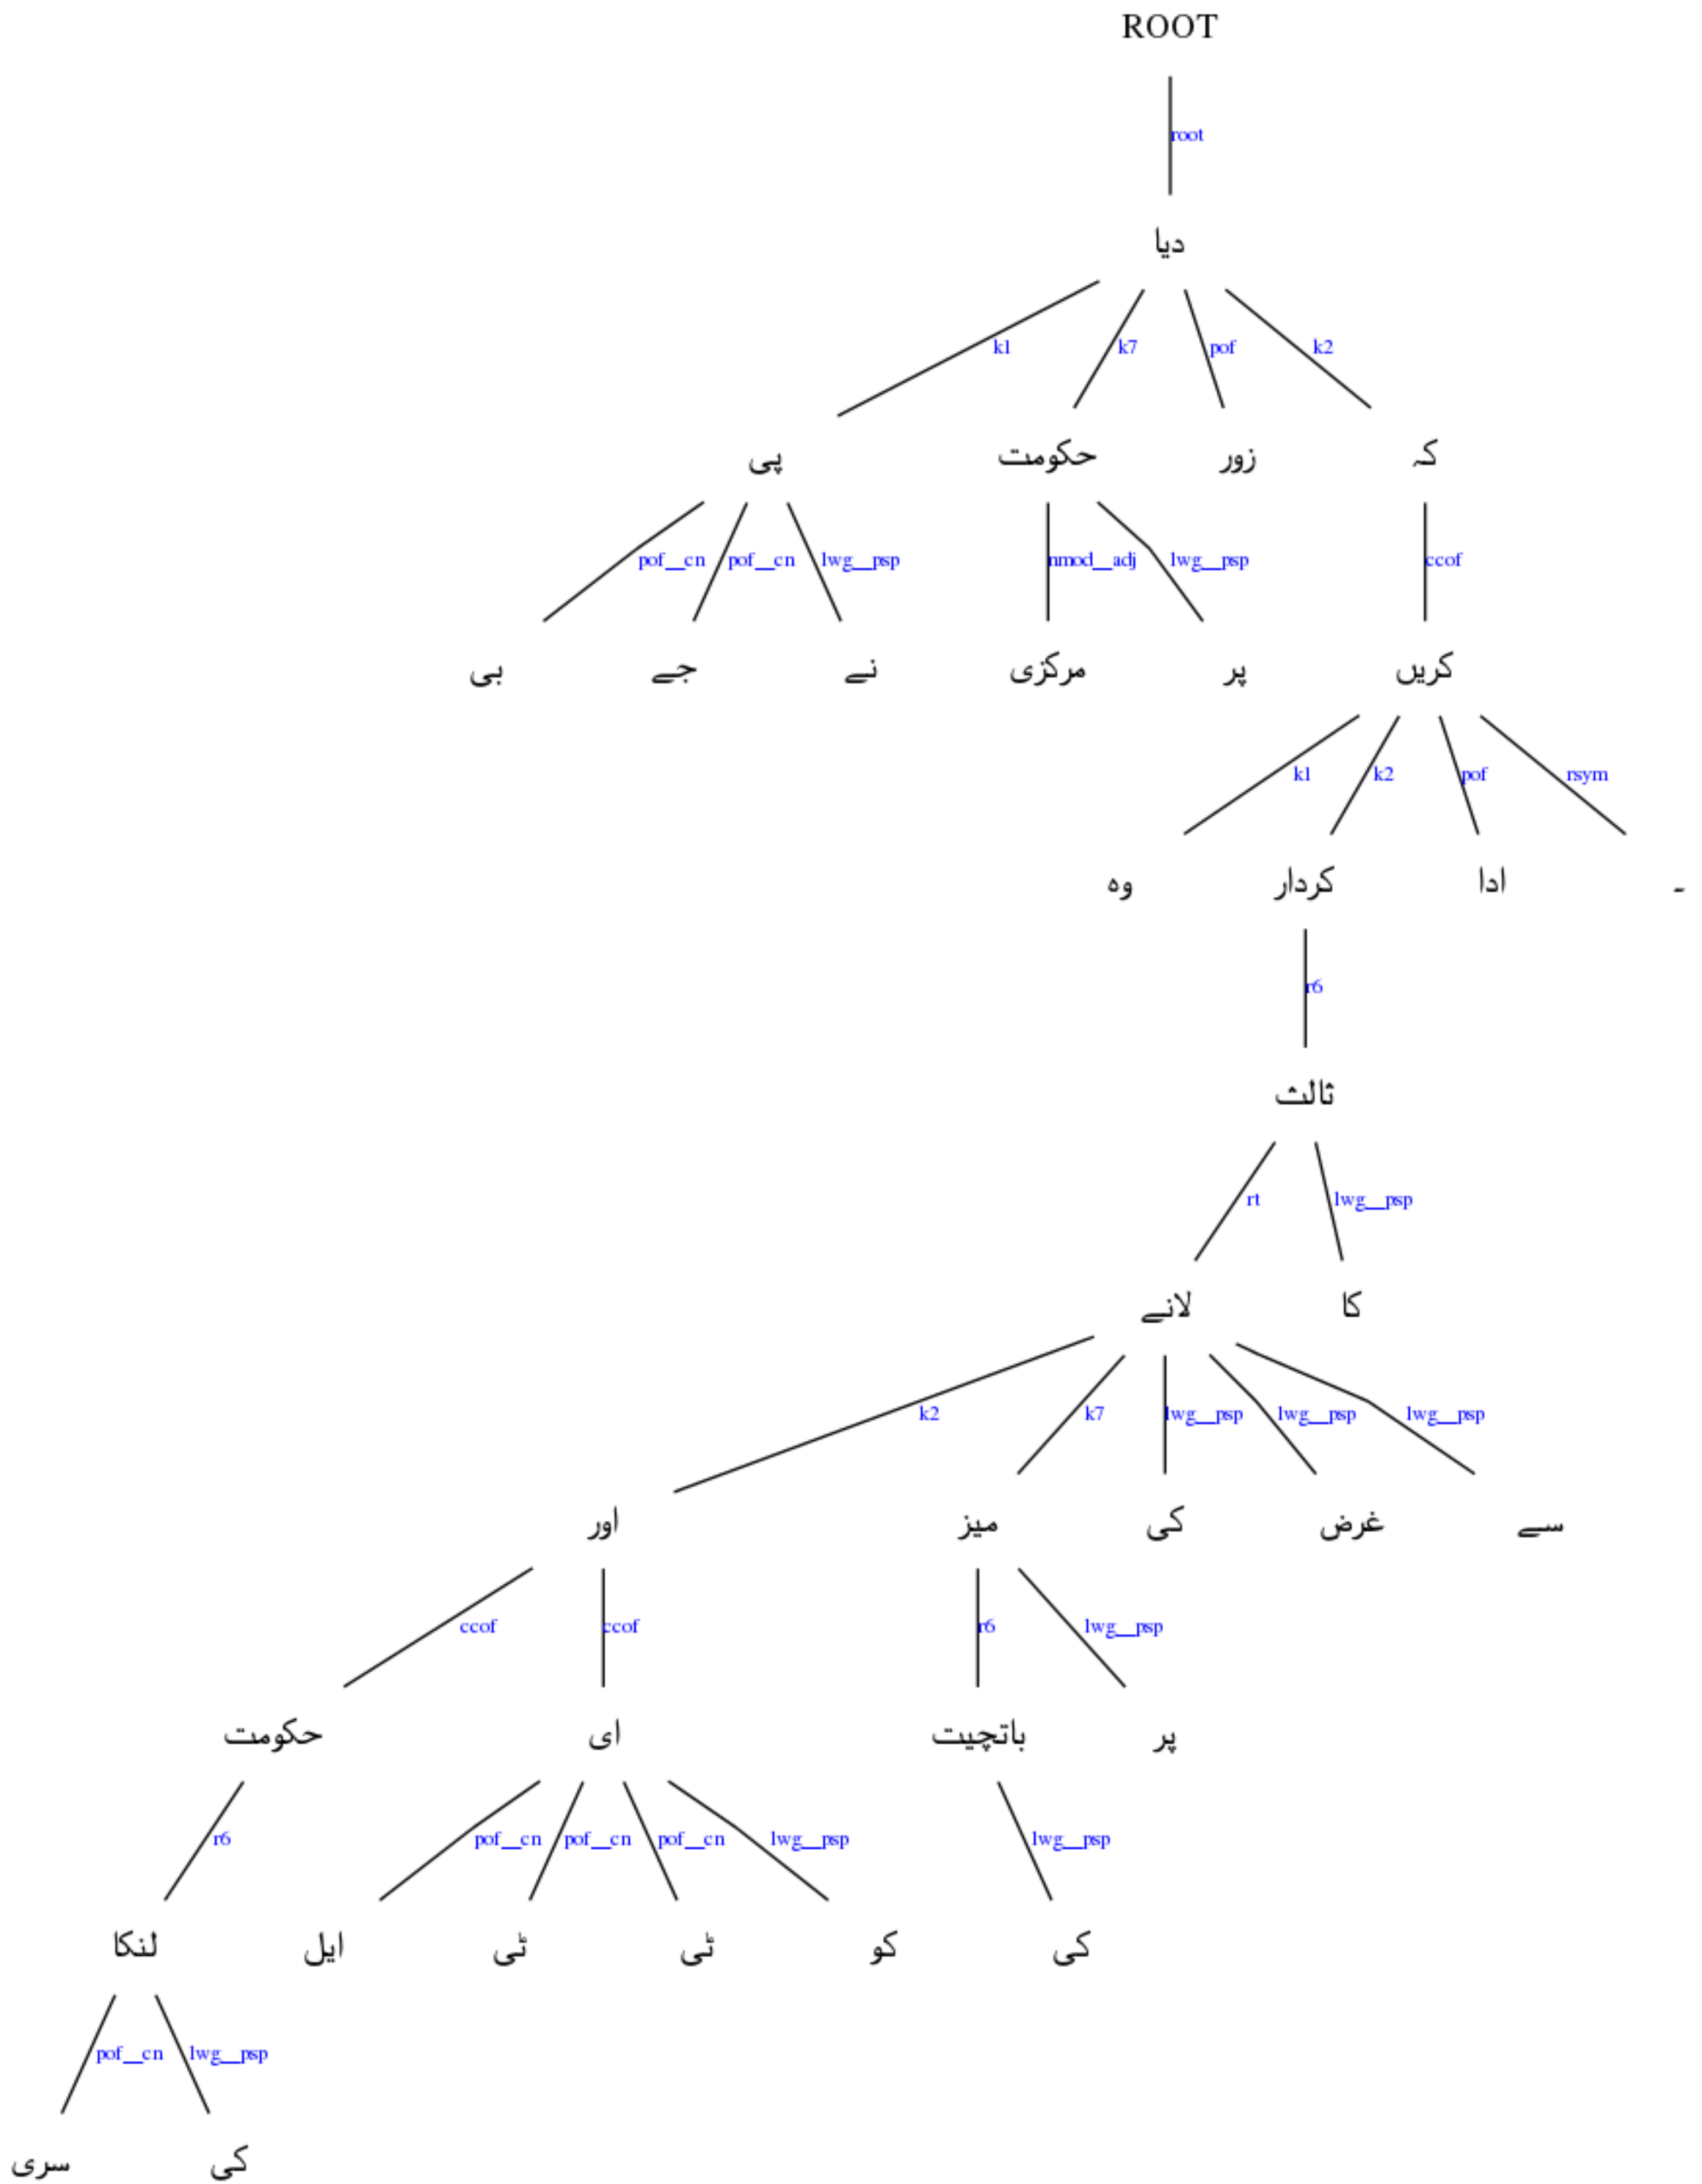 ROOT
root
دیا
k1 k7 pof k2
پی حکومت زور کہ
pof__cn pof__cn lwg__psp nmod__adj lwg__psp ccof
بی جے نے مرکزی پر کریں
k1 k2 pof rsym
وہ کردار ادا ۔
r6
ثالث
rt lwg__psp
لانے کا
k2 k7 lwg__psp lwg__psp lwg__psp
اور میز کی غرض سے
ccof ccof r6 lwg__psp
حکومت ای باتچیت پر
r6 pof__cn pof__cn pof__cn lwg__psp lwg__psp
لنکا ایل ٹی ٹی کو کی
pof__cn lwg__psp
سری کی